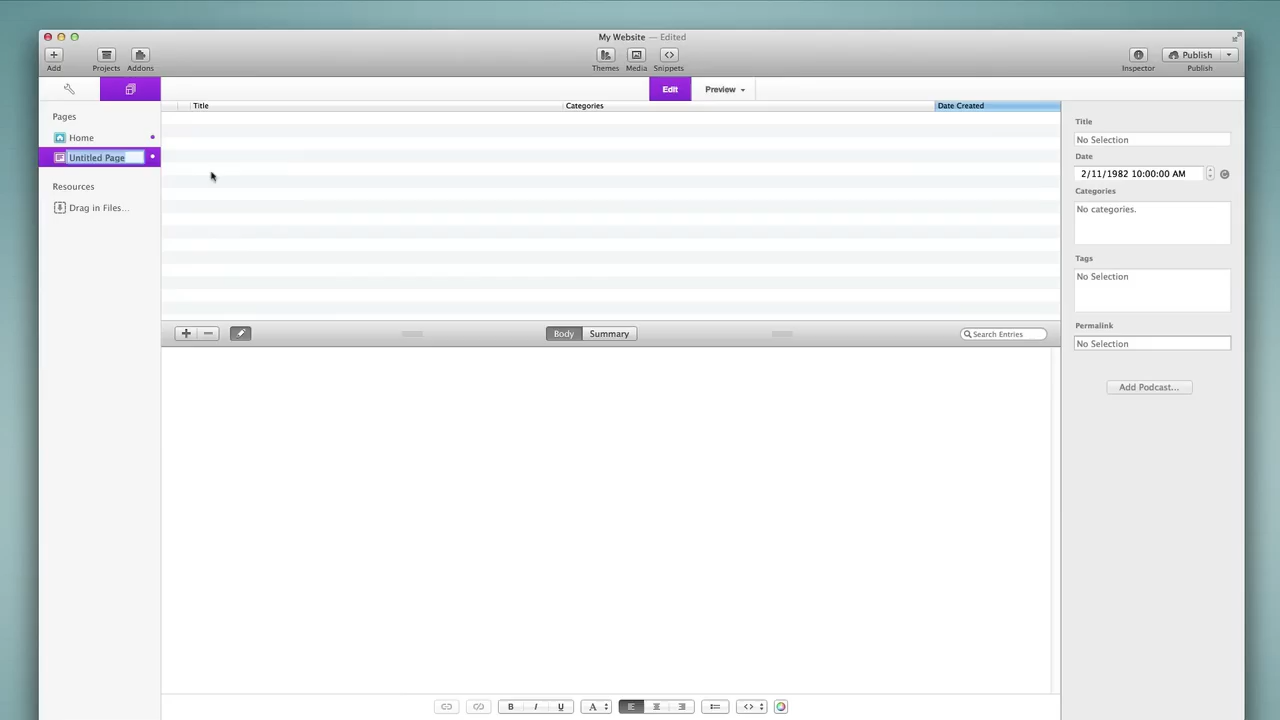 My Website — Edited
Add
Projects
Addons
Themes
Media
Snippets
Inspector
Publish
Publish
Edit
Preview
Pages
Home
Untitled Page
Resources
Drag in Files...
Title
Categories
Date Created
Body
Summary
Search Entries
Title
No Selection
Date
2/11/1982 10:00:00 AM
Categories
No categories.
Tags
No Selection
Permalink
No Selection
Add Podcast...
B
I
U
A